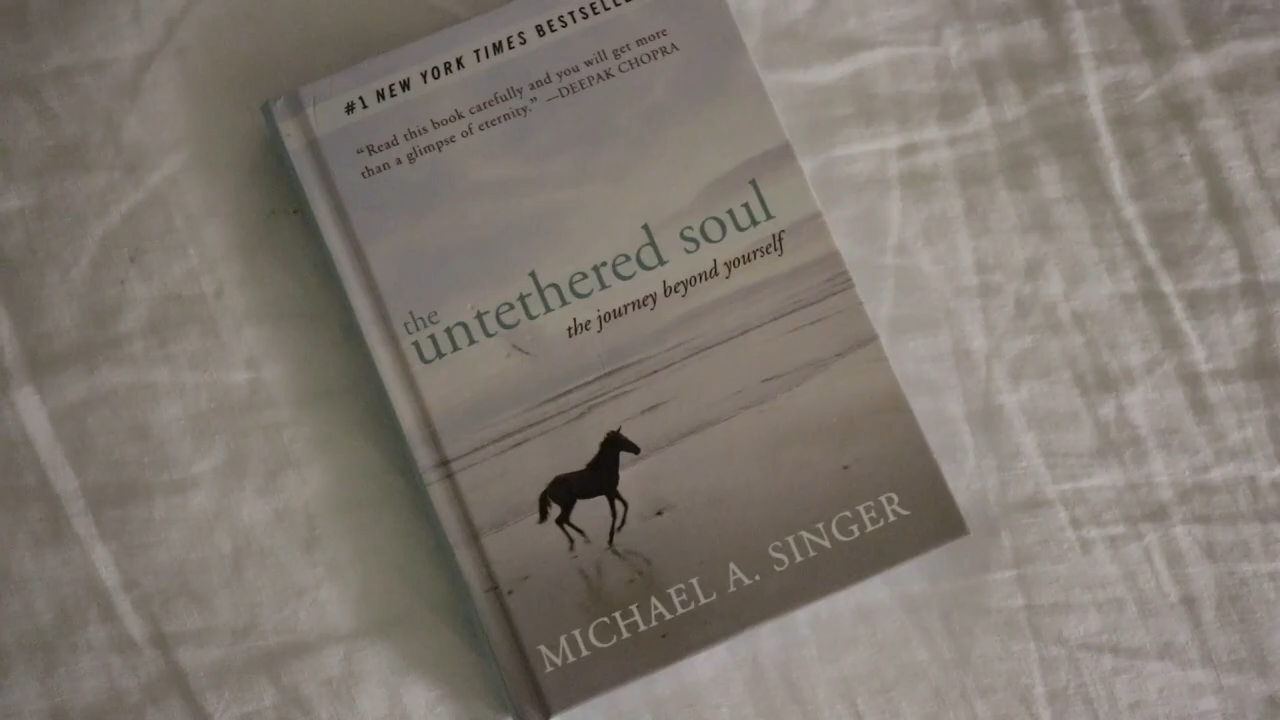 #1 NEW YORK TIMES
“Read this book carefully and you will get more
than a glimpse of eternity.” —DEEPAK CHOPRA
the
untethered soul
the journey beyond yourself
MICHAEL A. SINGER